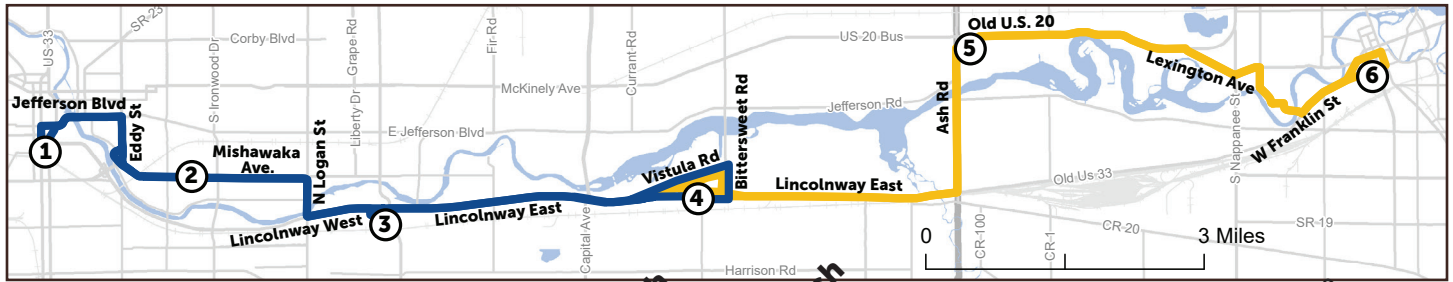 SR-23
US 33
Corby Blvd
S Ironwood Dr
Grape Rd
Liberty Dr
Fir Rd
Currant Rd
US 20 Bus
Old U.S. 20
5
McKinely Ave
Jefferson Rd
Lexington Ave
6
Jefferson Blvd
Eddy St
E Jefferson Blvd
Bittersweet Rd
Ash Rd
1
Mishawaka
Ave.
2
N Logan St
Vistula Rd
4
Lincolnway East
Old Us 33
S Nappanee St
W Franklin St
Lincolnway West
3
Lincolnway East
Capital Ave
CR-100
CR-1
CR-20
SR-19
0
3 Miles
Harrison Rd